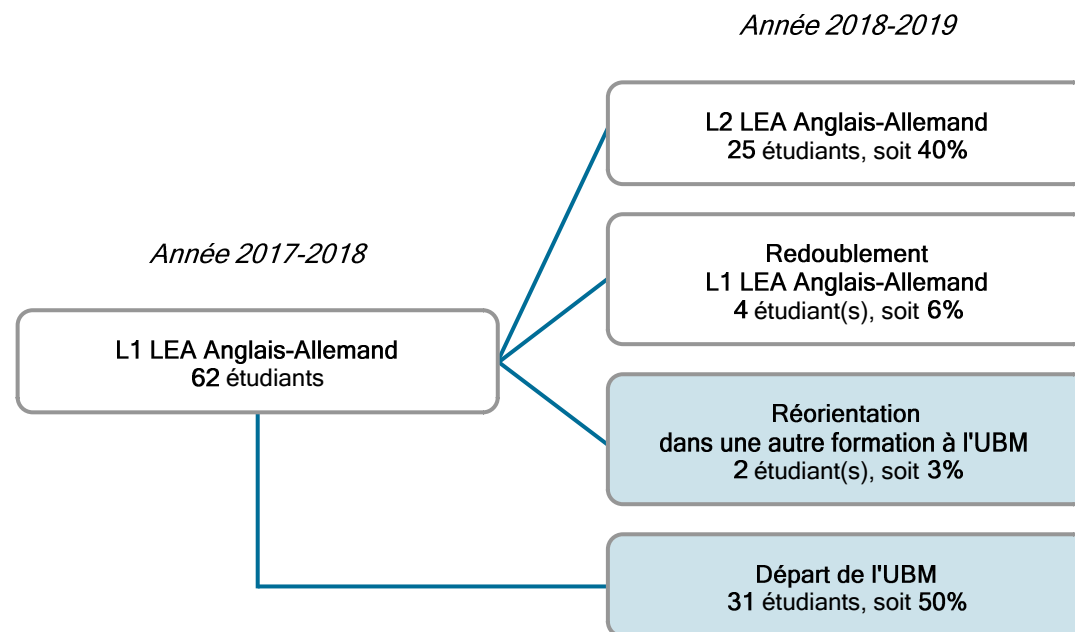 Année 2018-2019
L2 LEA Anglais-Allemand
25 étudiants, soit 40%
Année 2017-2018
Redoublement
L1 LEA Anglais-Allemand
4 étudiant(s), soit 6%
L1 LEA Anglais-Allemand
62 étudiants
Réorientation
dans une autre formation à l'UBM
2 étudiant(s), soit 3%
Départ de l'UBM
31 étudiants, soit 50%